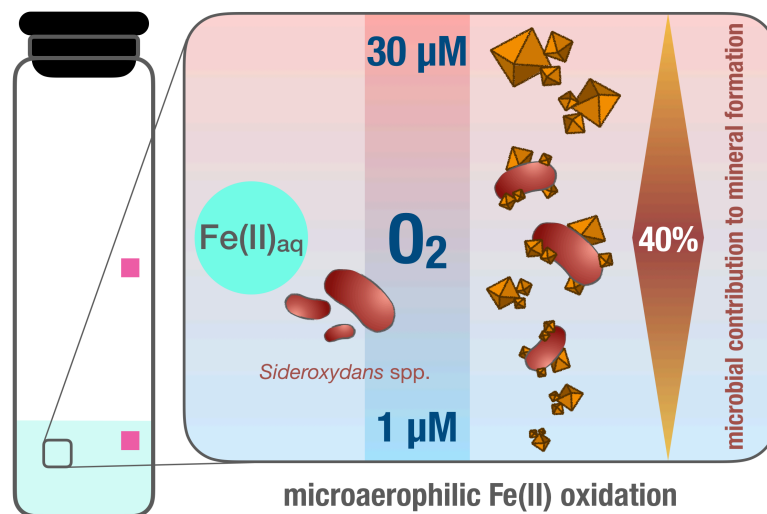 30 µM
Fe(II)aq
O2
40%
Sideroxydans spp.
1 µM
microbial contribution to mineral formation
microaerophilic Fe(II) oxidation